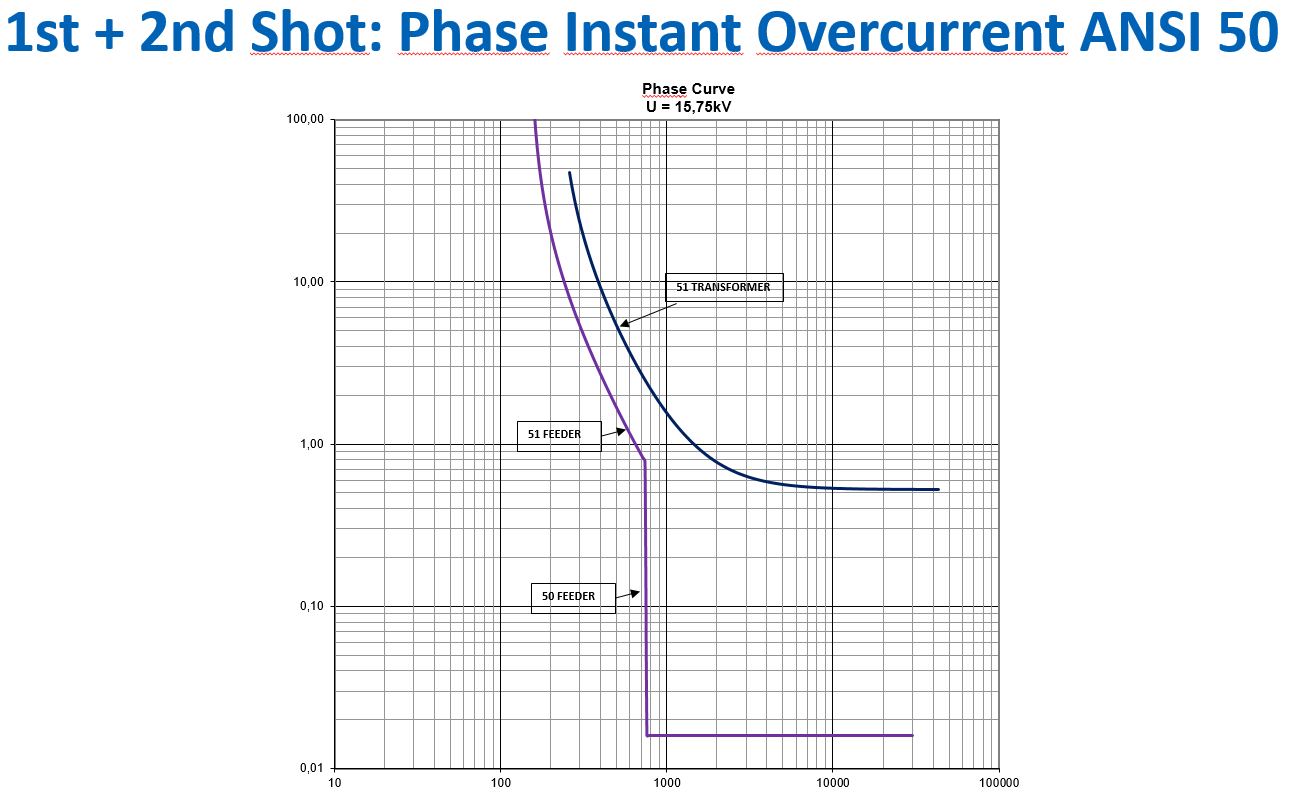 1st + 2nd Shot: Phase Instant Overcurrent ANSI 50
Phase Curve
U = 15,75kV
100,00
10,00
1,00
0,10
0,01
51 TRANSFORMER
51 FEEDER
50 FEEDER
10
100
1000
10000
100000